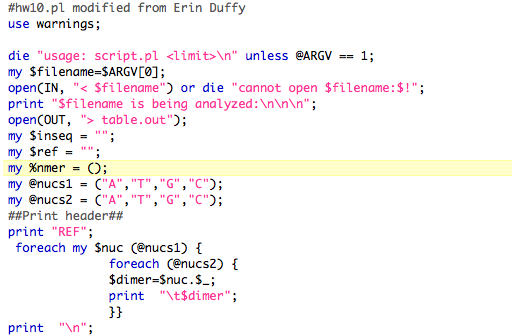 #hw10.pl modified from Erin Duffy
use warnings;

die "usage: script.pl <limit>\n" unless @ARGV == 1;
my $filename=$ARGV[0];
open(IN, "< $filename") or die "cannot open $filename:$!";
print "$filename is being analyzed:\n\n\n";
open(OUT, "> table.out");
my $inseq = "";
my $ref = "";
my %nmer = ();
my @nucs1 = ("A","T","G","C");
my @nucs2 = ("A","T","G","C");
##Print header##
print "REF";
 foreach my $nuc (@nucs1) {
             foreach (@nucs2) {
             $dimer=$nuc.$_;
             print  "\t$dimer";
             }}
print  "\n";